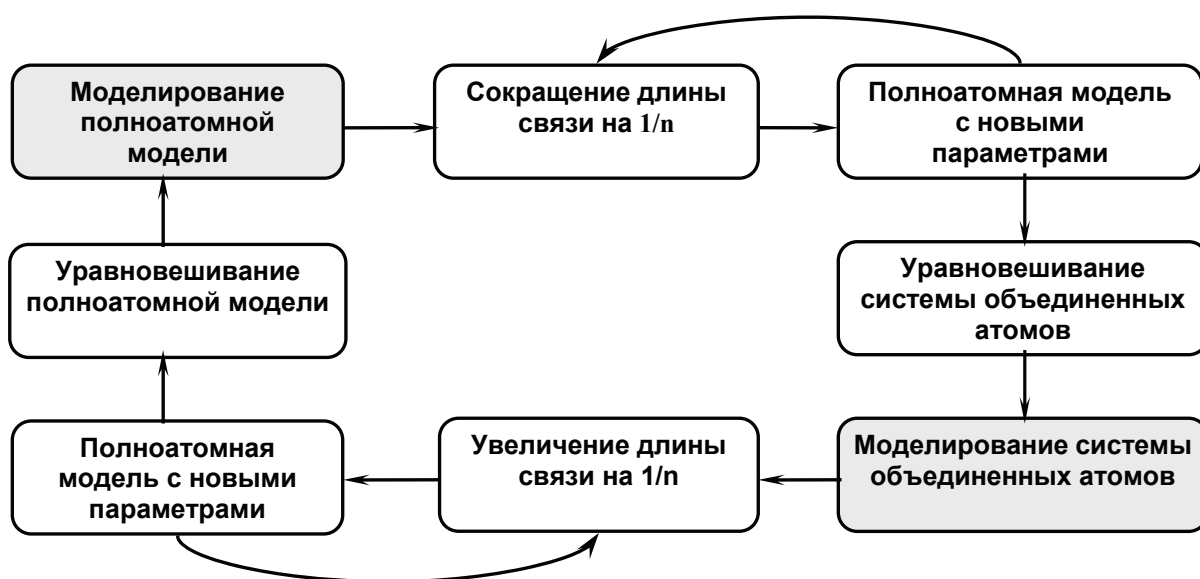 Моделирование
полноатомной
модели
Сокращение длины
связи на 1/n
Полноатомная модель
с новыми
параметрами
Уравновешивание
полноатомной модели
Уравновешивание
системы объединенных
атомов
Полноатомная
модель с новыми
параметрами
Увеличение длины
связи на 1/n
Моделирование системы
объединенных атомов